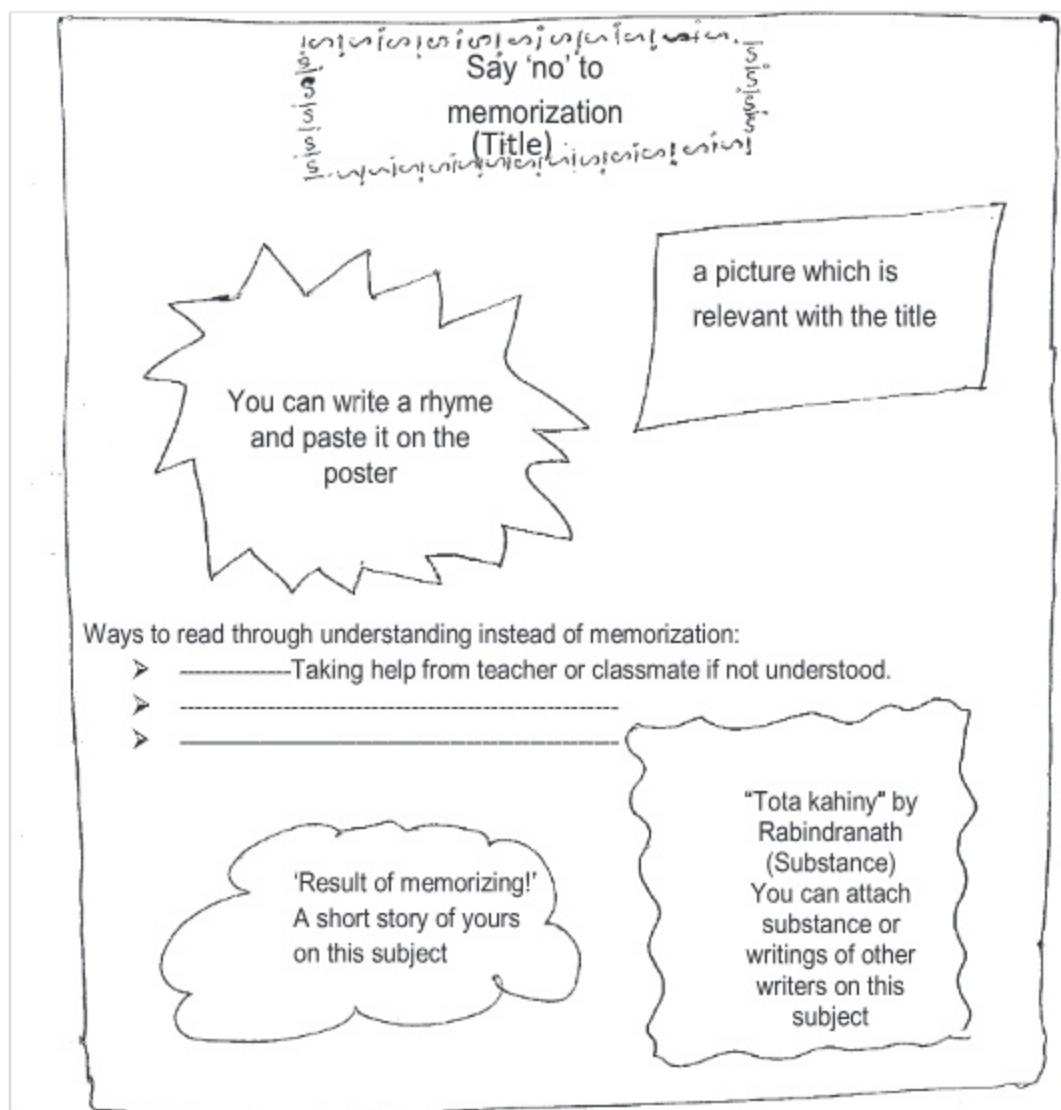 Say 'no' to
memorization
(Title)
a picture which is
relevant with the title
You can write a rhyme
and paste it on the
poster
Ways to read through understanding instead of memorization:
➢ --------------Taking help from teacher or classmate if not understood.
➢ -------------------------------------------------------
➢ -------------------------------------------------------
'Result of memorizing!'
A short story of yours
on this subject
"Tota kahiny" by
Rabindranath
(Substance)
You can attach
substance or
writings of other
writers on this
subject